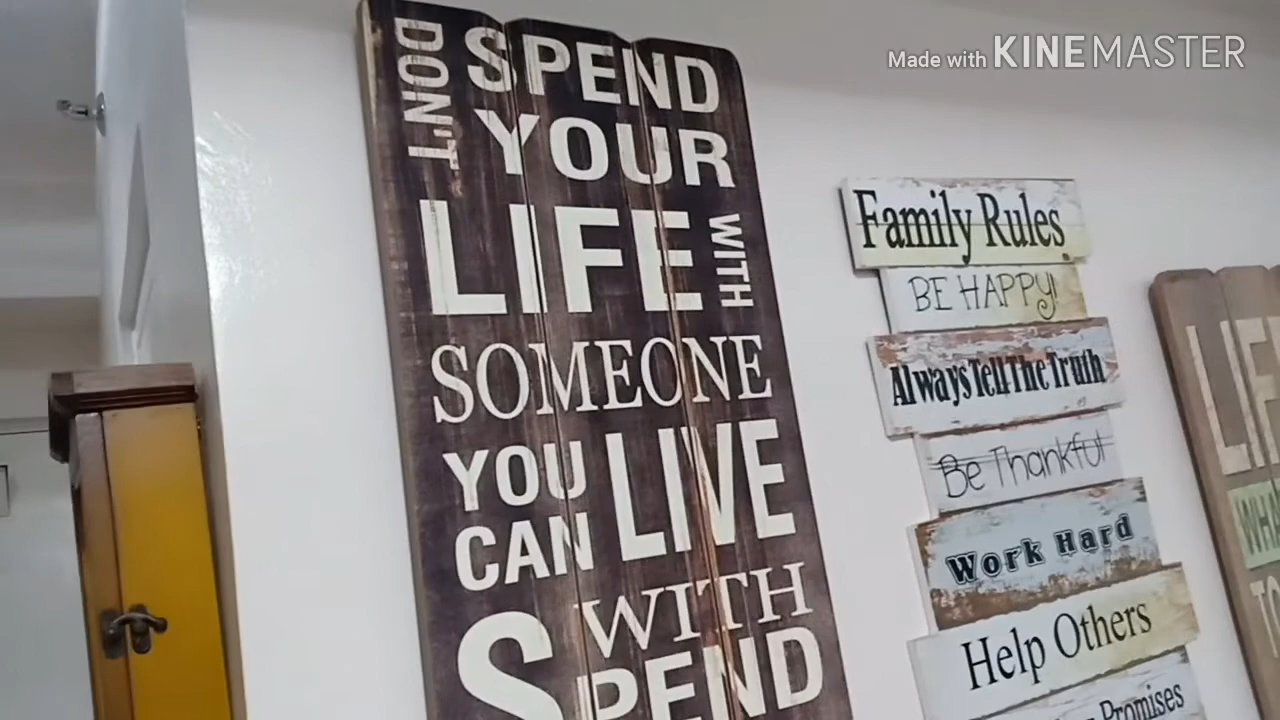 Made with KINEMASTER
DON'T
SPEND
YOUR
LIFE
WITH
SOMEONE
YOU
CAN
LIVE
WITH
SPEND
Family Rules
BE HAPPY!
Always Tell The Truth
Be Thankful
Work Hard
Help Others
Promises